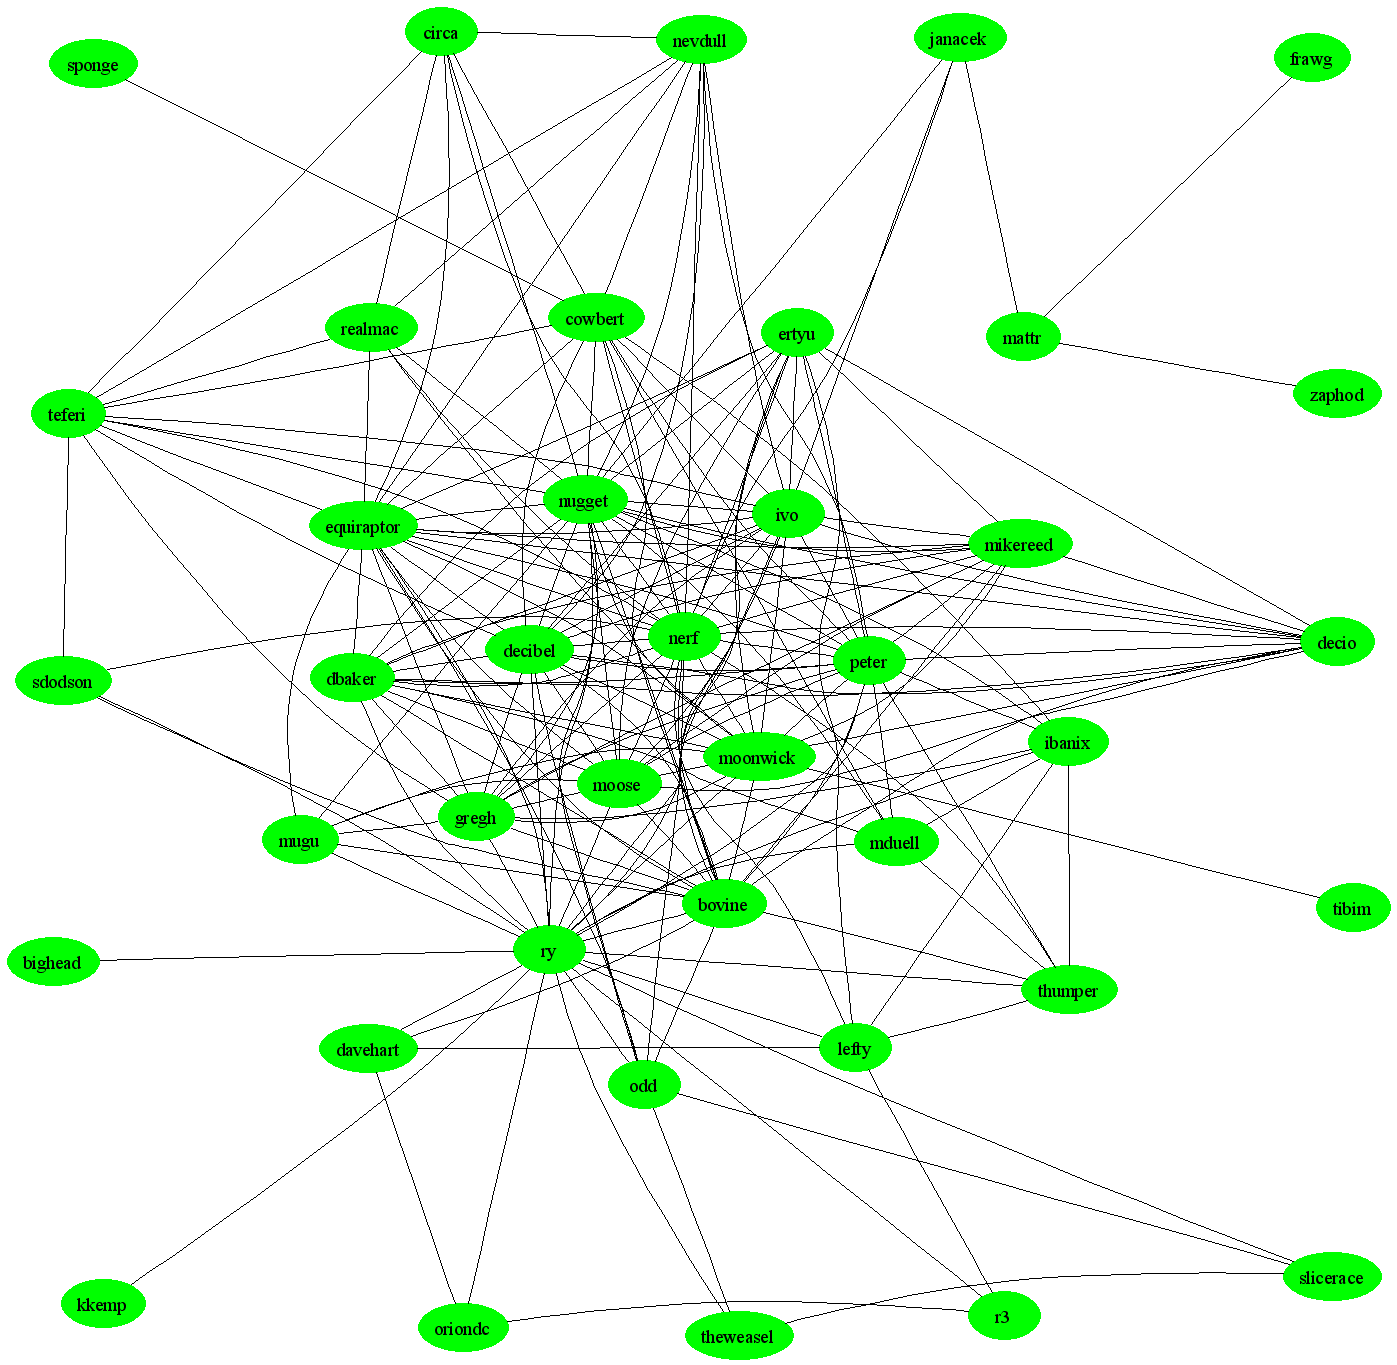 circa
nevdull
janacek
sponge
frawg
realmac
cowbert
ertyu
mattr
zaphod
teferi
nugget
ivo
equiraptor
mikereed
nerf
decibel
peter
decio
dbaker
sdodson
moonwick
ibanix
moose
gregh
mugu
mduell
bovine
tibim
ry
bighead
thumper
davehart
lefty
odd
slicerace
kkemp
r3
oriondc
theweasel